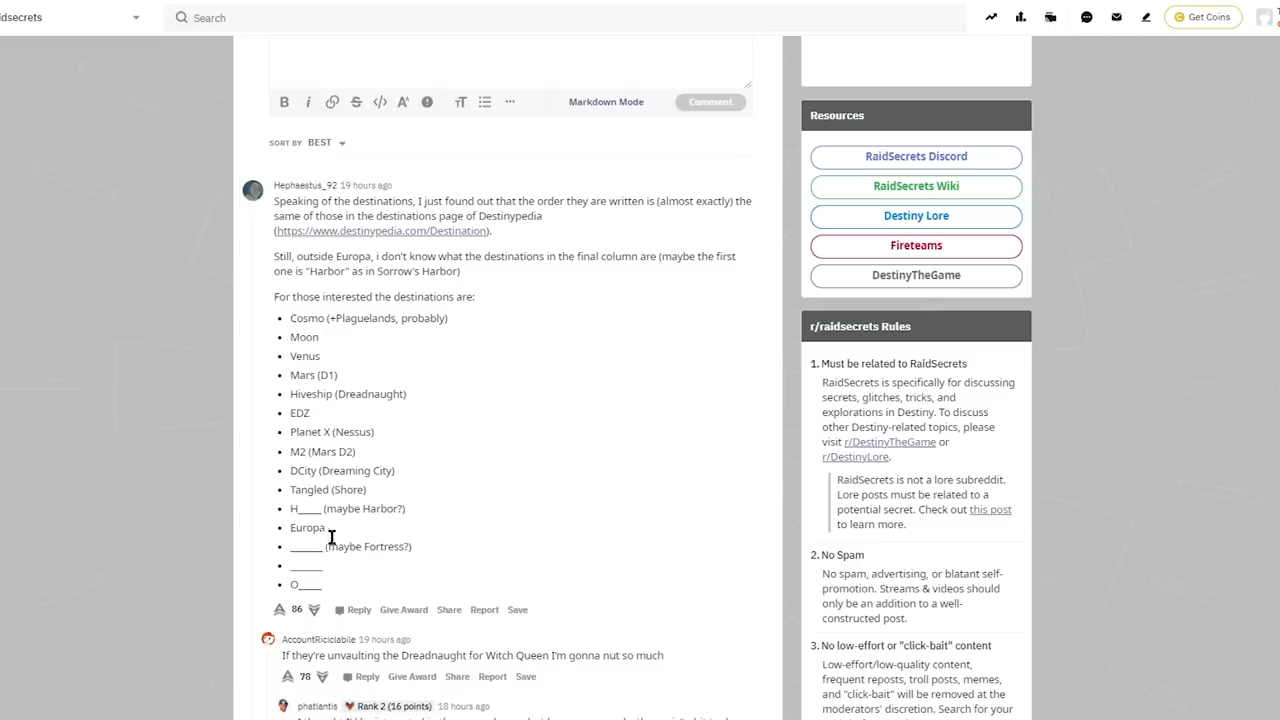 idsecrets
Search
Get Coins
B i
Markdown Mode
Comment
SORT BY BEST
Hephaestus_92 19 hours ago
Speaking of the destinations, I just found out that the order they are written is (almost exactly) the
same of those in the destinations page of Destinypedia
(https://www.destinypedia.com/Destination).
Still, outside Europa, i don't know what the destinations in the final column are (maybe the first
one is "Harbor" as in Sorrow's Harbor)
For those interested the destinations are:
• Cosmo (+Plaguelands, probably)
• Moon
• Venus
• Mars (D1)
• Hiveship (Dreadnaught)
• EDZ
• Planet X (Nessus)
• M2 (Mars D2)
• DCity (Dreaming City)
• Tangled (Shore)
• H____ (maybe Harbor?)
• Europa
• ______ (maybe Fortress?)
• ______
• O____
86 Reply Give Award Share Report Save
AccountRiciclabile 19 hours ago
If they're unvaulting the Dreadnaught for Witch Queen I'm gonna nut so much
78 Reply Give Award Share Report Save
phatlantis Rank 2 (16 points) 18 hours ago
Resources
RaidSecrets Discord
RaidSecrets Wiki
Destiny Lore
Fireteams
DestinyTheGame
r/raidsecrets Rules
1. Must be related to RaidSecrets
RaidSecrets is specifically for discussing
secrets, glitches, tricks, and
explorations in Destiny. To discuss
other Destiny-related topics, please
visit r/DestinyTheGame or
r/DestinyLore.
RaidSecrets is not a lore subreddit.
Lore posts must be related to a
potential secret. Check out this post
to learn more.
2. No Spam
No spam, advertising, or blatant self-
promotion. Streams & videos should
only be an addition to a well-
constructed post.
3. No low-effort or "click-bait" content
Low-effort/low-quality content,
frequent reposts, troll posts, memes,
and "click-bait" will be removed at the
moderators' discretion. Search for your